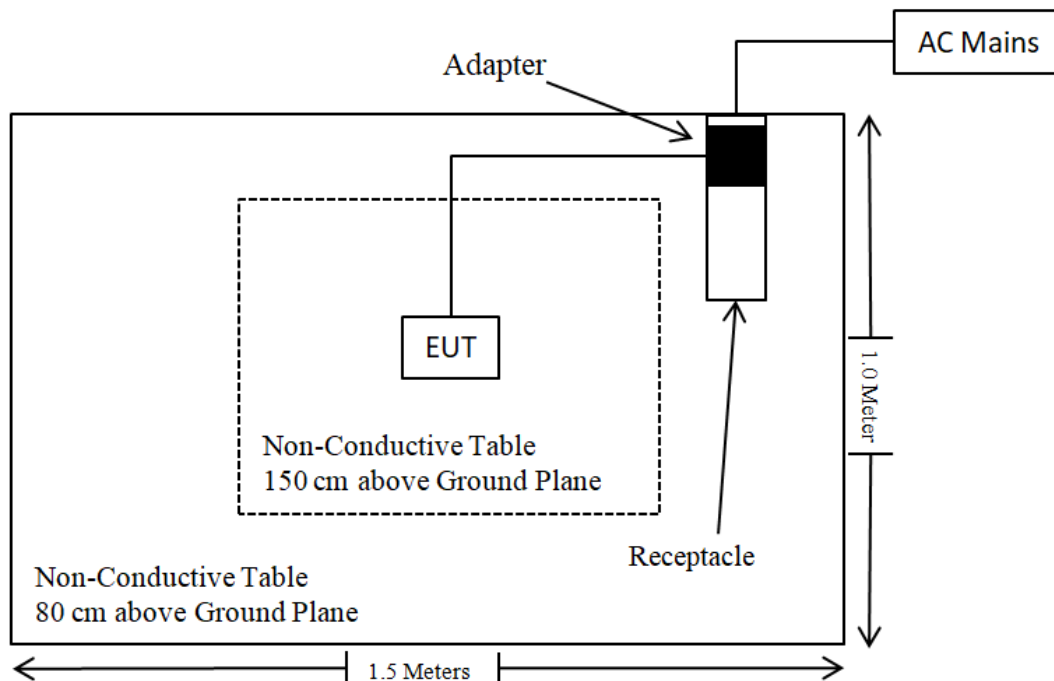 AC Mains
Adapter
EUT
1.0 Meter
Non-Conductive Table
150 cm above Ground Plane
Receptacle
Non-Conductive Table
80 cm above Ground Plane
1.5 Meters